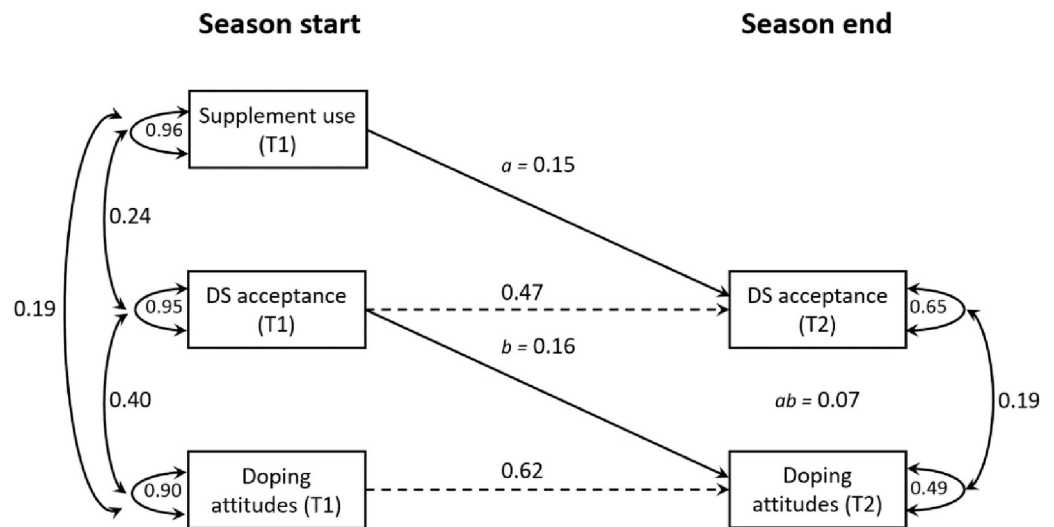 Season start
Season end
Supplement use
(T1)
0.96
a = 0.15
0.24
DS acceptance
(T1)
0.95
0.47
DS acceptance
(T2)
0.65
0.19
b = 0.16
0.40
ab = 0.07
0.19
Doping
attitudes (T1)
0.90
0.62
Doping
attitudes (T2)
0.49